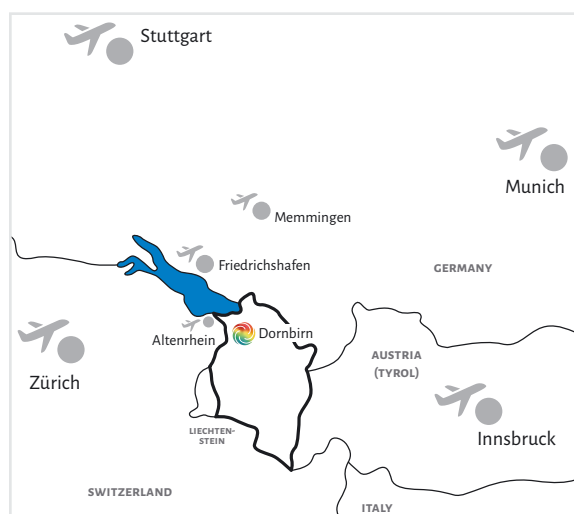 Stuttgart
Munich
Memmingen
Friedrichshafen
GERMANY
Altenrhein
Dornbirn
AUSTRIA
(TYROL)
Zürich
Innsbruck
LIECHTEN-
STEIN
SWITZERLAND
ITALY